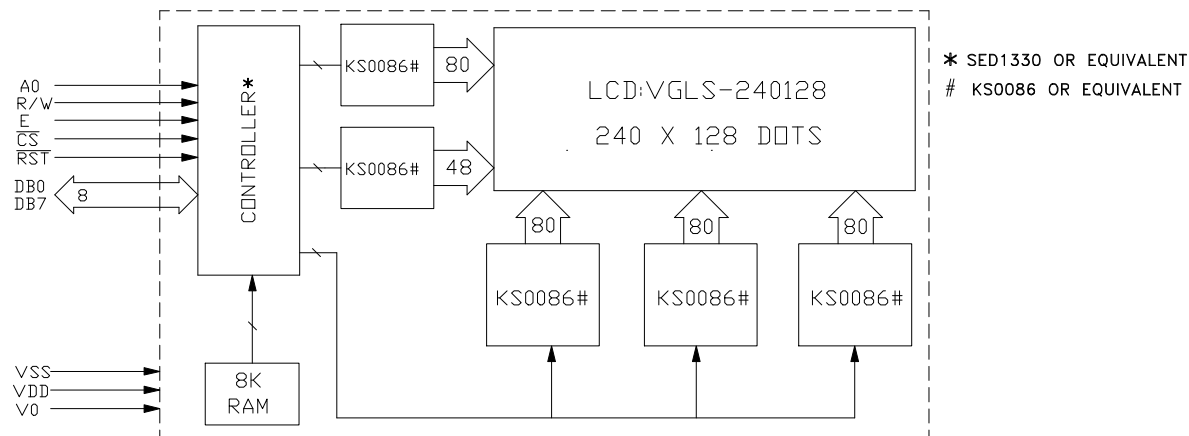 A0
R/W
E
CS
RST
DB0
DB7
8
CONTROLLER*
KS0086#
80
KS0086#
48
LCD:VGLS-240128
240 X 128 DOTS
* SED1330 OR EQUIVALENT
# KS0086 OR EQUIVALENT
80
80
80
KS0086#
KS0086#
KS0086#
8K
RAM
VSS
VDD
V0